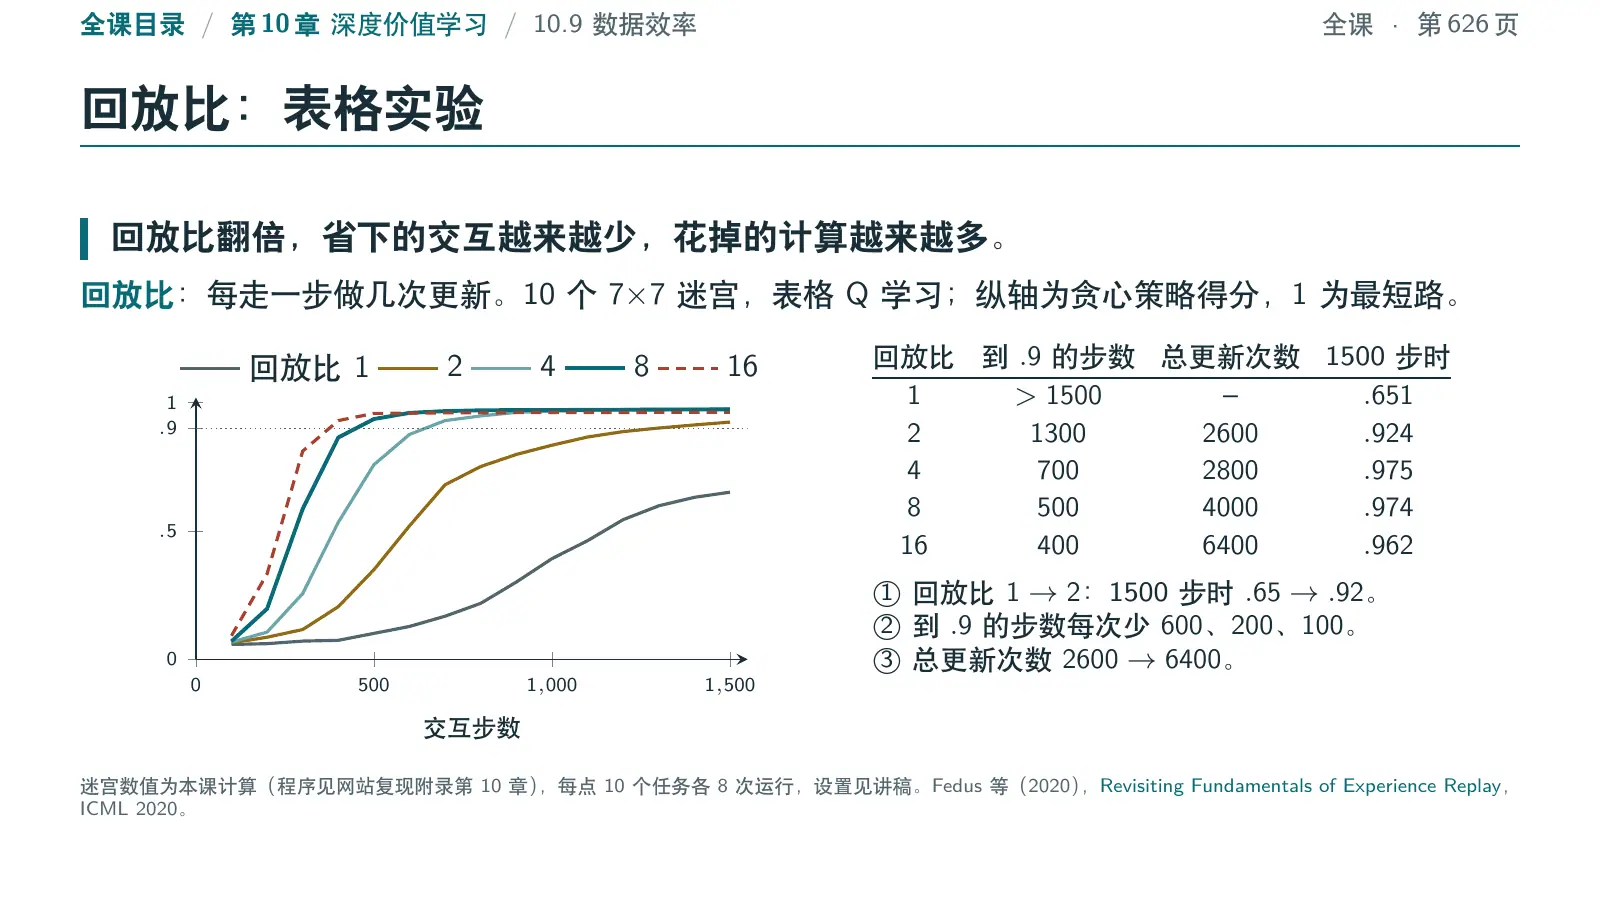 全课目录 / 第 10 章 深度价值学习 / 10.9 数据效率
全课 · 第 626 页
回放比：表格实验
回放比翻倍，省下的交互越来越少，花掉的计算越来越多。
回放比：每走一步做几次更新。10 个 7×7 迷宫，表格 Q 学习；纵轴为贪心策略得分，1 为最短路。
回放比 1 2 4 8 16
1
.9
.5
0
0 500 1,000 1,500
交互步数
回放比 到 .9 的步数 总更新次数 1500 步时
1 > 1500 – .651
2 1300 2600 .924
4 700 2800 .975
8 500 4000 .974
16 400 6400 .962
① 回放比 1 → 2：1500 步时 .65 → .92。
② 到 .9 的步数每次少 600、200、100。
③ 总更新次数 2600 → 6400。
迷宫数值为本课计算（程序见网站复现附录第 10 章），每点 10 个任务各 8 次运行，设置见讲稿。Fedus 等（2020），Revisiting Fundamentals of Experience Replay，
ICML 2020。